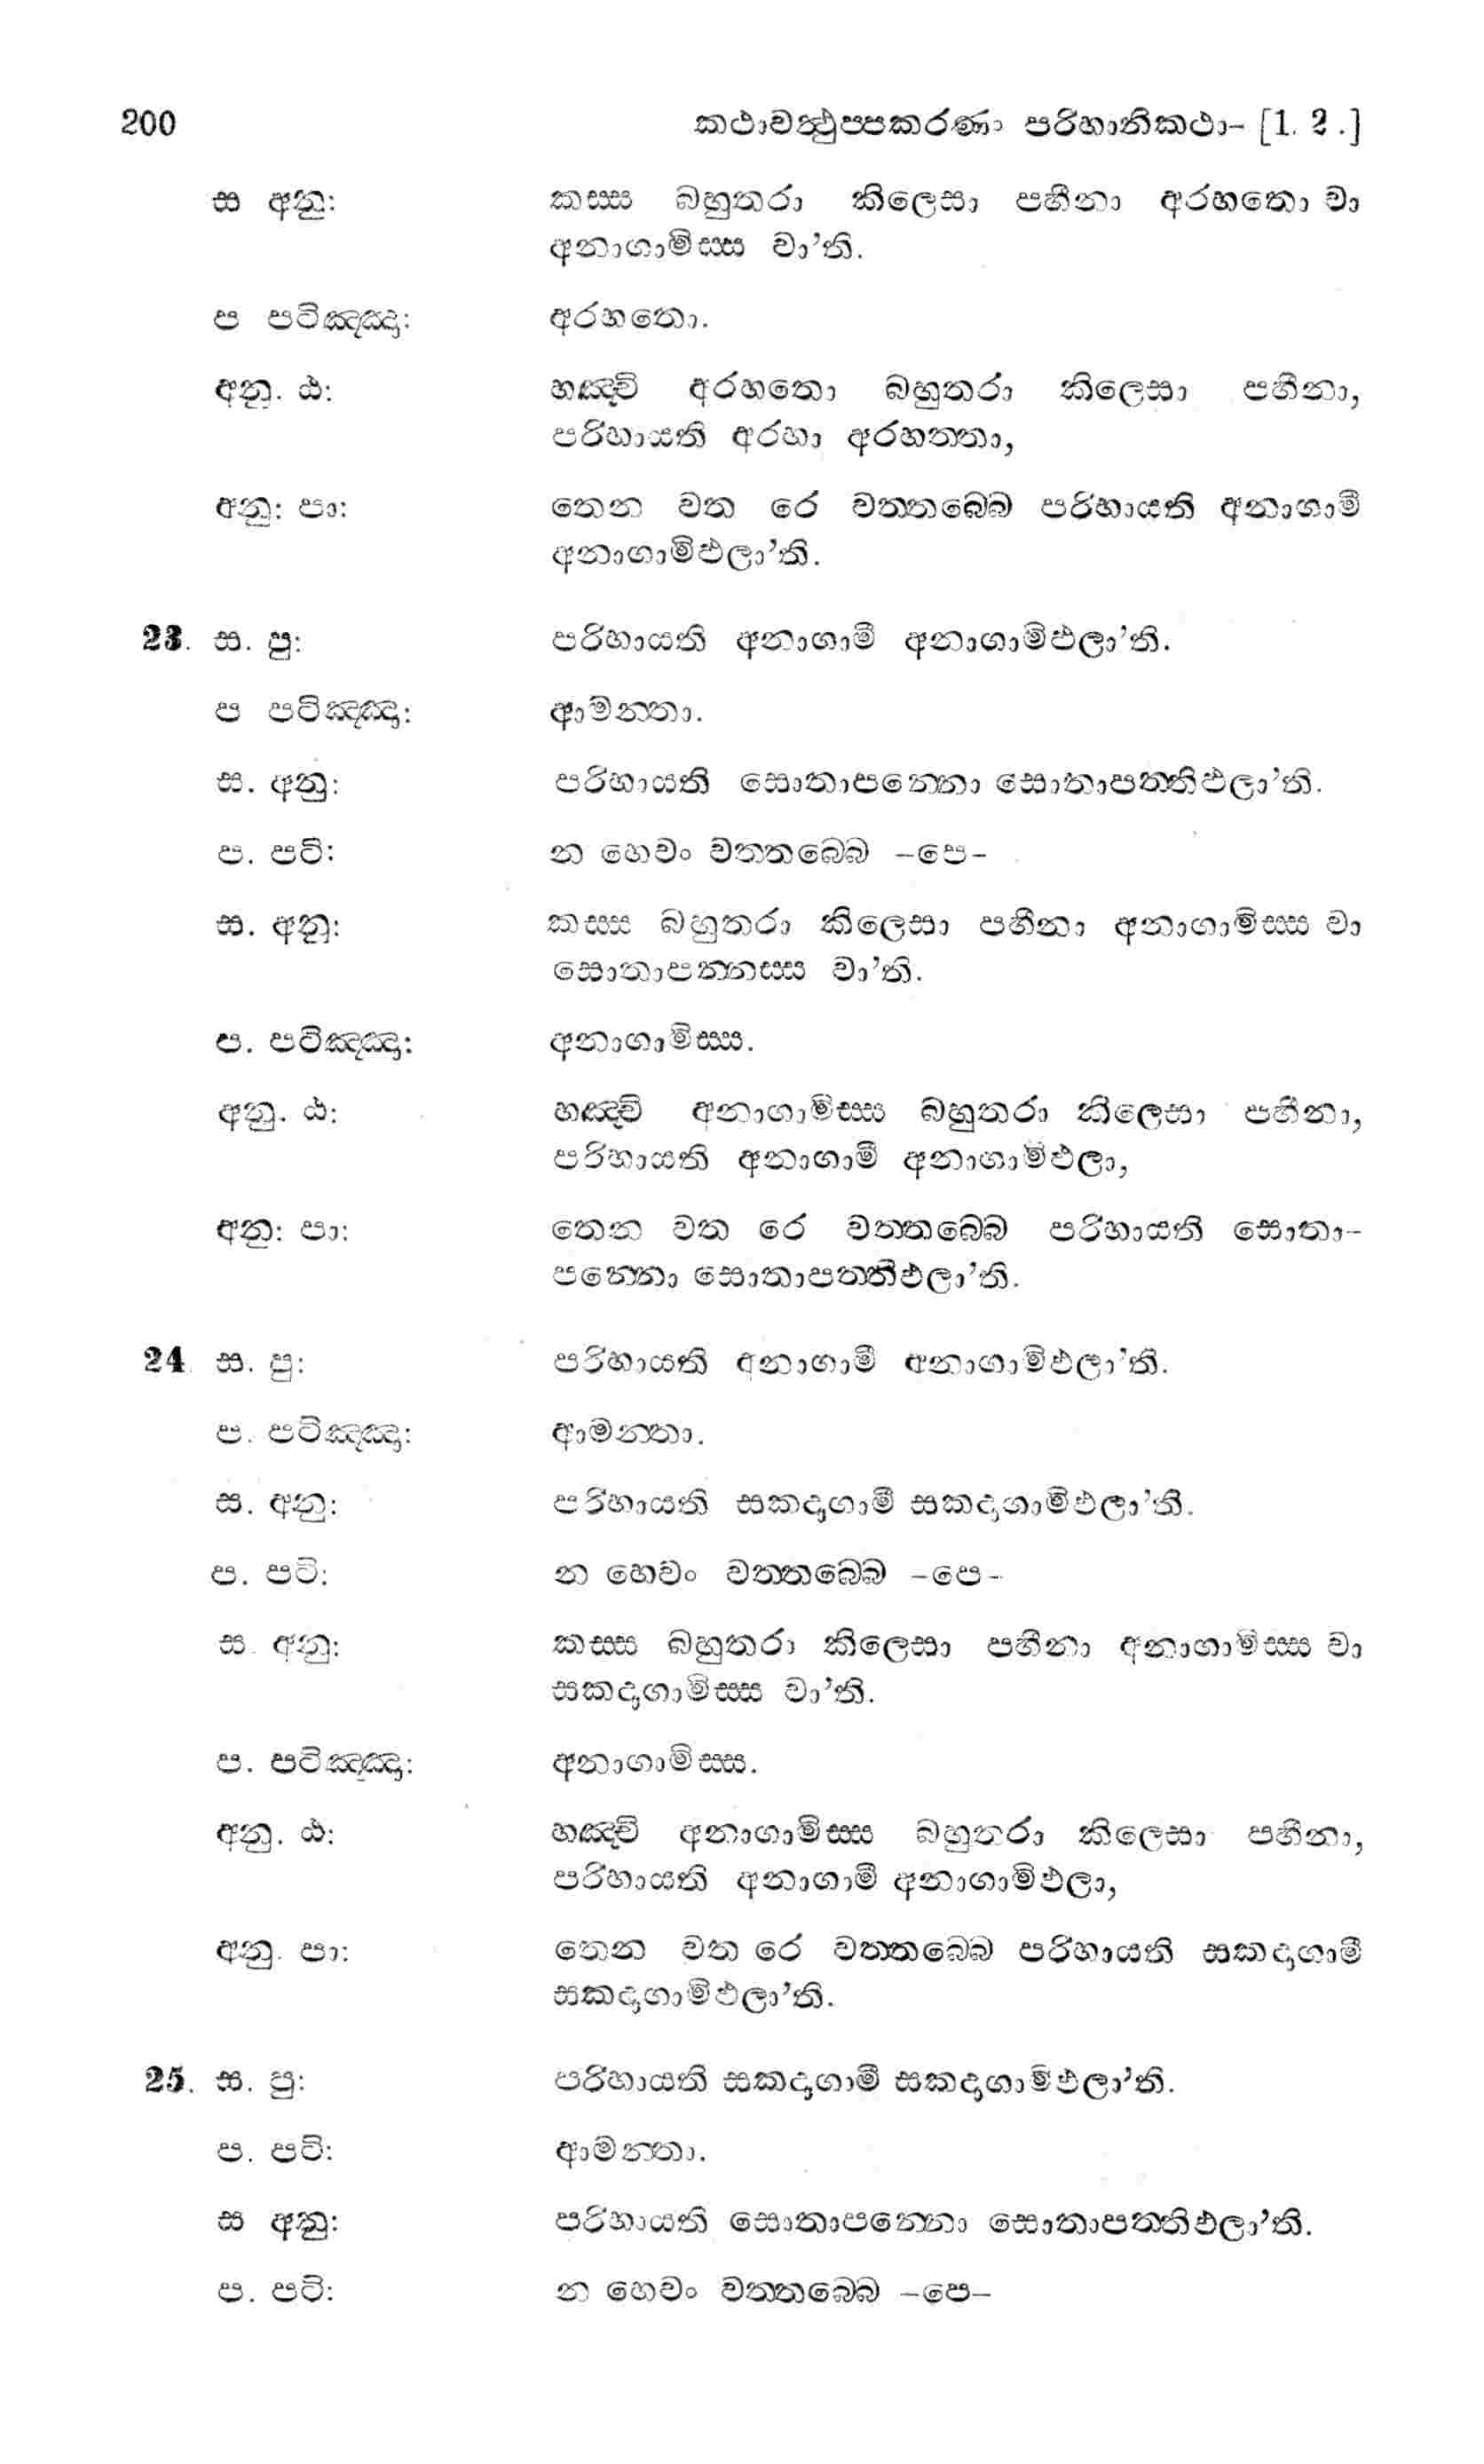 200 කථාවත්‍ථුප්පකරණං පරිහානිකථා- [1. 2 .]
ස අනු: කස්ස බහුතරා කිලෙසා පහීනා අරහතො වා
අනාගාමිස්ස වා’ති.
ප පටිඤ්ඤා: අරහතො.
අනු. ඨ: හඤ්චි අරහතො බහුතරා කිලෙසා පහීනා,
පරිහායති අරහා අරහත්තා,
අනු: පා: තෙන වත රෙ වත්තබ්බෙ පරිහායති අනාගාමී
අනාගාමිඵලා’ති.
23. ස. පු: පරිහායති අනාගාමී අනාගාමිඵලා’ති.
ප පටිඤ්ඤා: ආමන්තා.
ස. අනු: පරිහායති සොතාපන්නො සොතාපත්තිඵලා’ති.
ප. පටි: න හෙවං වත්තබ්බෙ –පෙ–
ස. අනු: කස්ස බහුතරා කිලෙසා පහීනා අනාගාමිස්ස වා
සොතාපන්නස්ස වා’ති.
ප. පටිඤ්ඤා: අනාගාමිස්ස.
අනු. ඨ: හඤ්චි අනාගාමිස්ස බහුතරා කිලෙසා පහීනා,
පරිහායති අනාගාමී අනාගාමිඵලා,
අනු: පා: තෙන වත රෙ වත්තබ්බෙ පරිහායති සොතා-
පන්නො සොතාපත්තිඵලා’ති.
24. ස. පු: පරිහායති අනාගාමී අනාගාමිඵලා’ති.
ප. පටිඤ්ඤා: ආමන්තා.
ස. අනු: පරිහායති සකදාගාමී සකදාගාමිඵලා’ති.
ප. පටි: න හෙවං වත්තබ්බෙ –පෙ–
ස. අනු: කස්ස බහුතරා කිලෙසා පහීනා අනාගාමිස්ස වා
සකදාගාමිස්ස වා’ති.
ප. පටිඤ්ඤා: අනාගාමිස්ස.
අනු. ඨ: හඤ්චි අනාගාමිස්ස බහුතරා කිලෙසා පහීනා,
පරිහායති අනාගාමී අනාගාමිඵලා,
අනු. පා: තෙන වත රෙ වත්තබ්බෙ පරිහායති සකදාගාමී
සකදාගාමිඵලා’ති.
25. ස. පු: පරිහායති සකදාගාමී සකදාගාමිඵලා’ති.
ප. පටි: ආමන්තා.
ස අනු: පරිහායති සොතාපන්නො සොතාපත්තිඵලා’ති.
ප. පටි: න හෙවං වත්තබ්බෙ –පෙ–